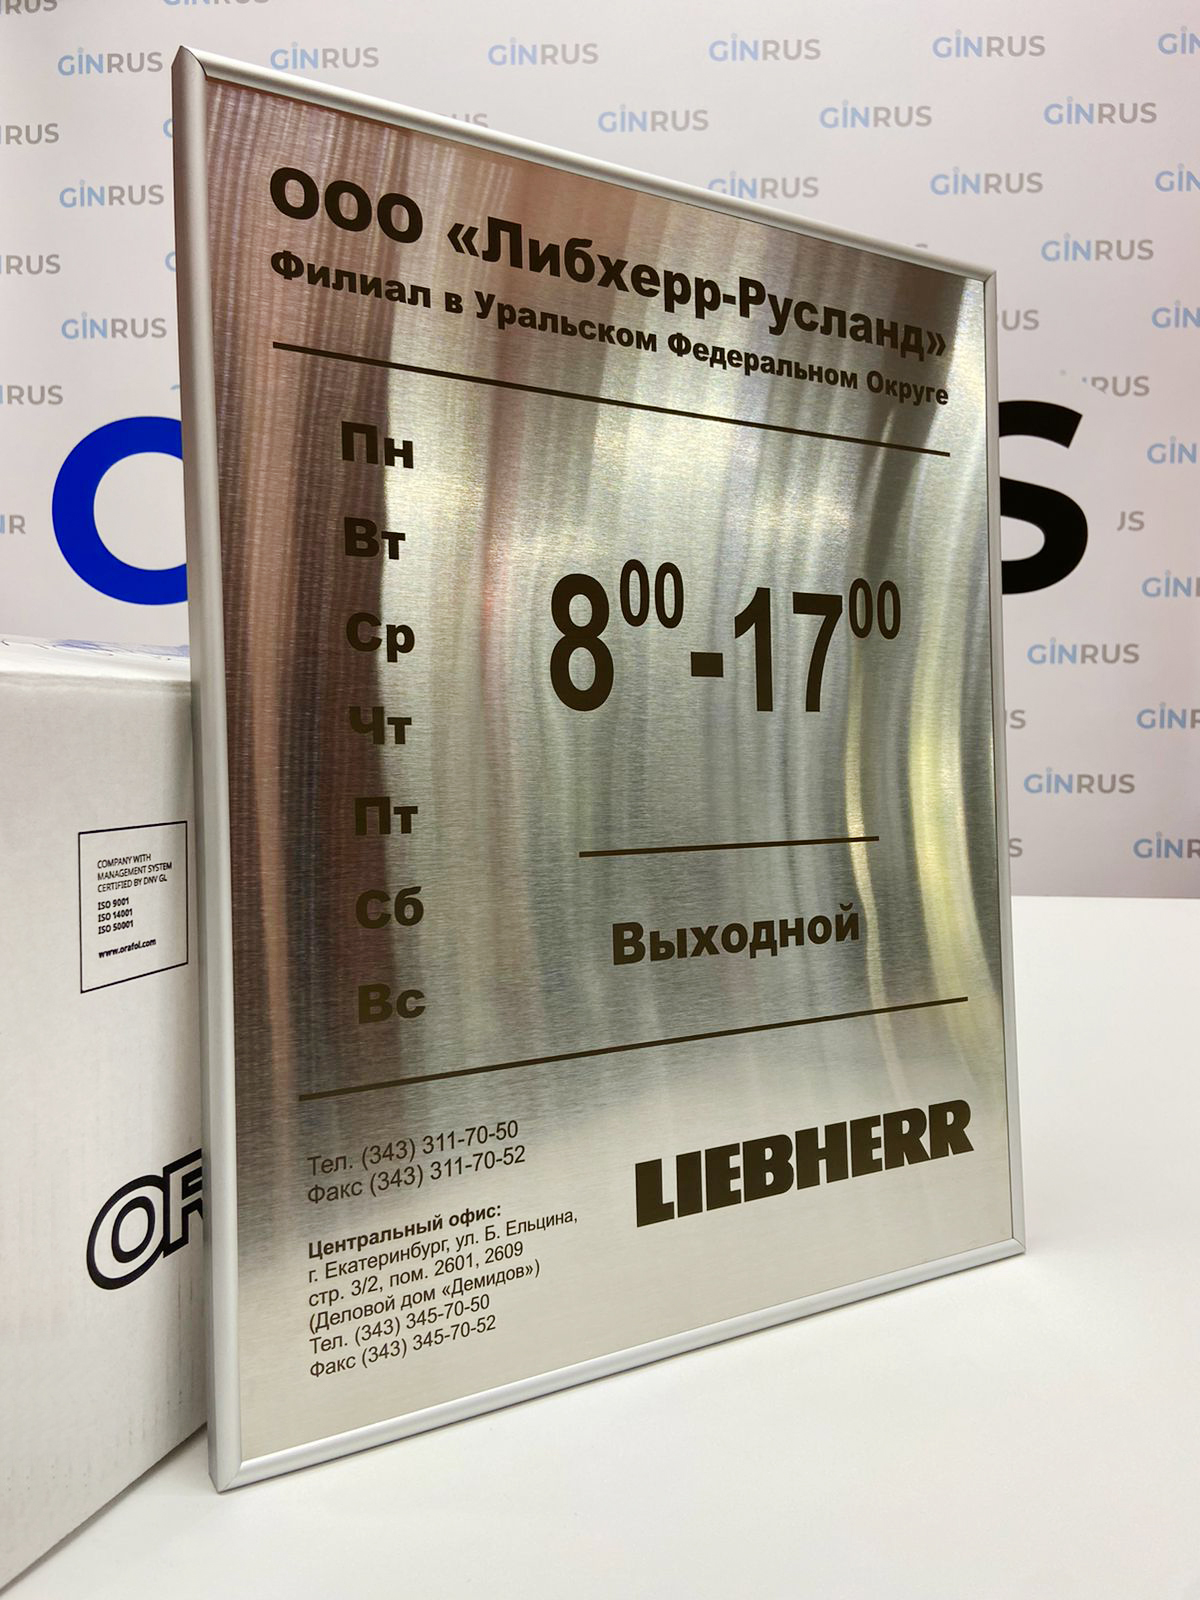 ООО «Либхерр-Русланд»
Филиал в Уральском Федеральном Округе
Пн
Вт
Ср
Чт
Пт
Сб
Вс
8⁰⁰-17⁰⁰
Выходной
Тел. (343) 311-70-50
Факс (343) 311-70-52
Центральный офис:
г. Екатеринбург, ул. Б. Ельцина,
стр. 3/2, пом. 2601, 2609
(Деловой дом «Демидов»)
Тел. (343) 345-70-50
Факс (343) 345-70-52
LIEBHERR
COMPANY WITH
MANAGEMENT SYSTEM
CERTIFIED BY DNV GL
ISO 9001
ISO 14001
ISO 50001
www.orafol.com
GINRUS